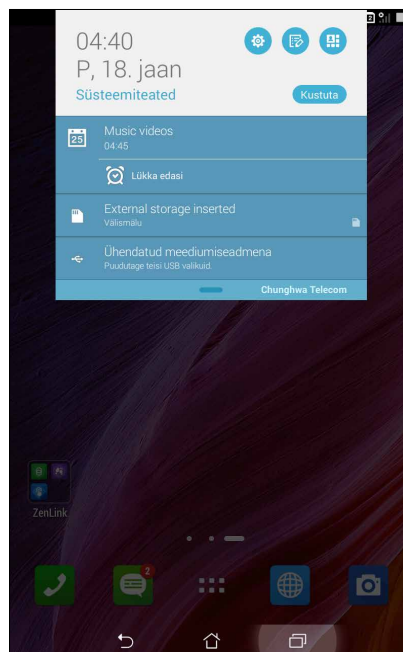 04:40
P, 18. jaan
Süsteemiteated
Kustuta
25
Music videos
04:45
Lükka edasi
External storage inserted
Välismälu
Ühendatud meediumiseadmena
Puudutage teisi USB valikuid.
Chunghwa Telecom
ZenLink
2